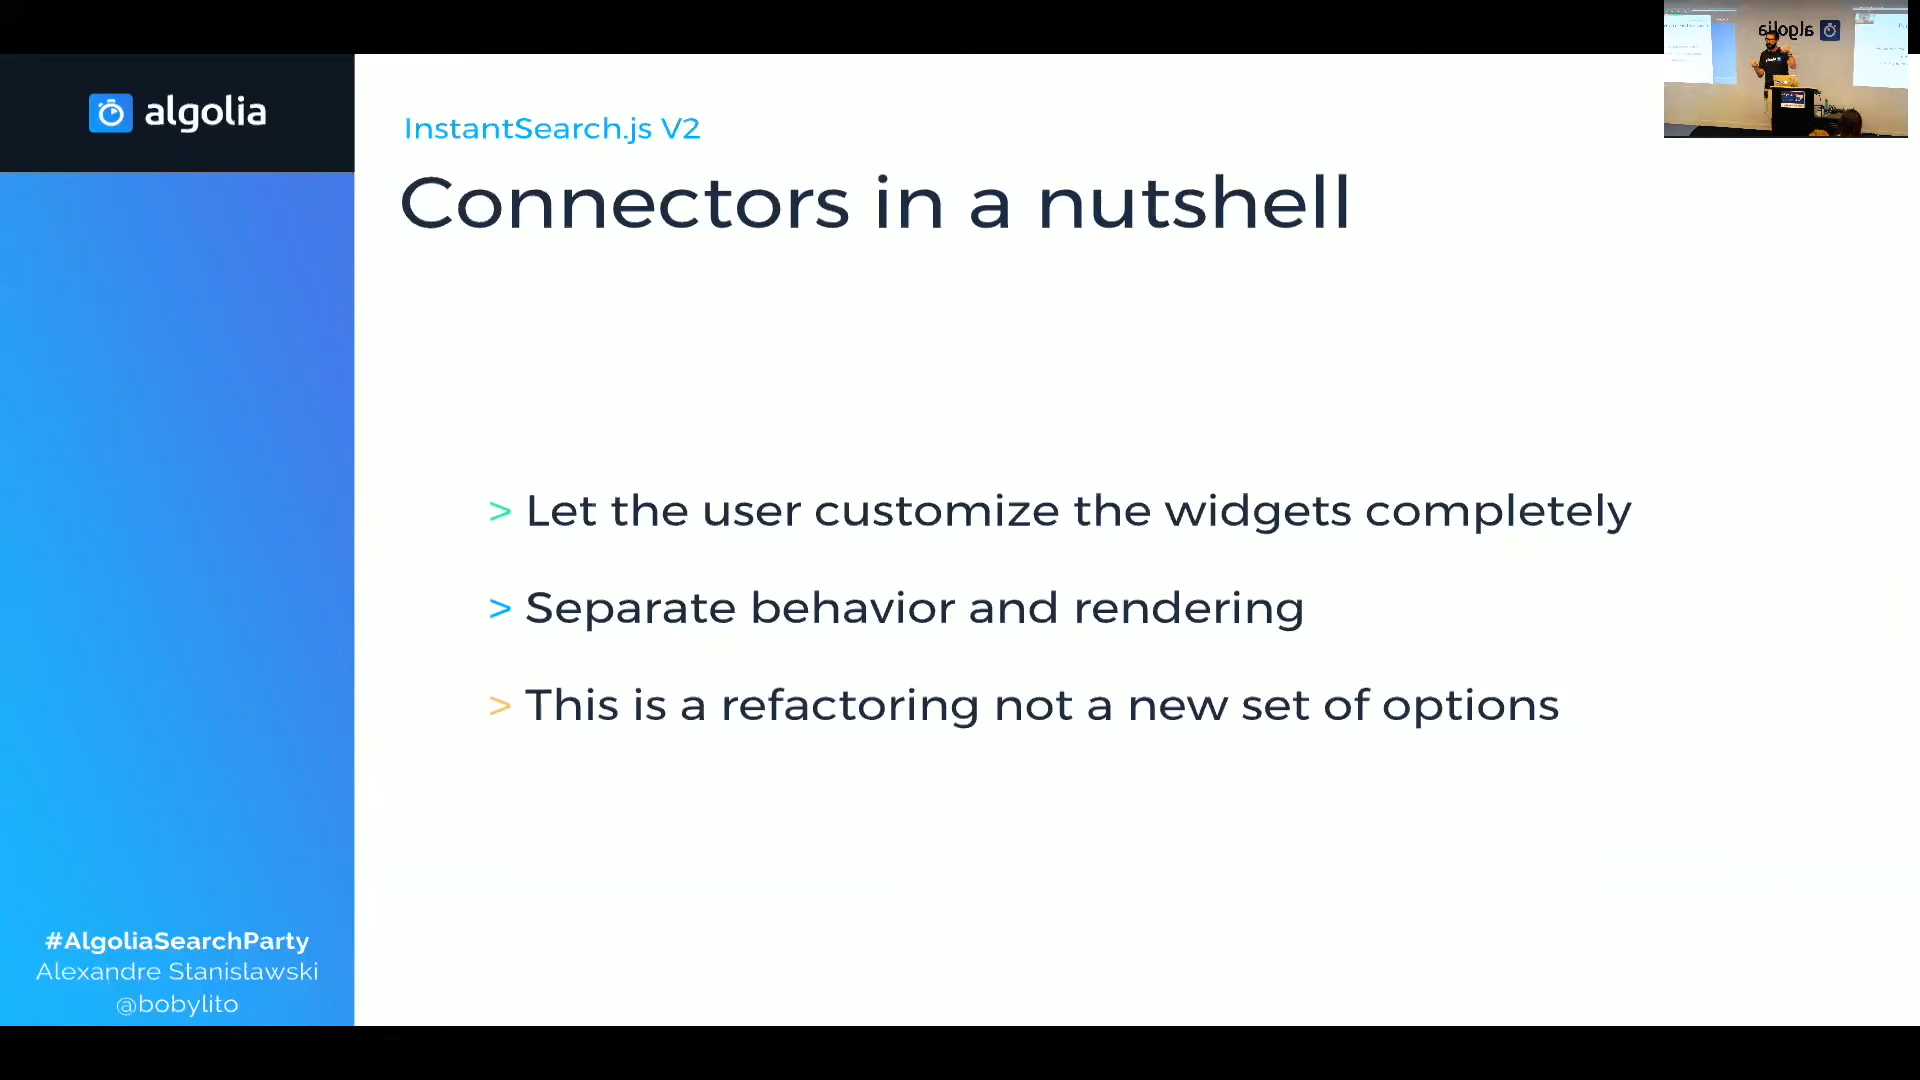 algolia
InstantSearch.js V2
Connectors in a nutshell
> Let the user customize the widgets completely
> Separate behavior and rendering
> This is a refactoring not a new set of options
#AlgoliaSearchParty
Alexandre Stanislawski
@bobylito
algolia